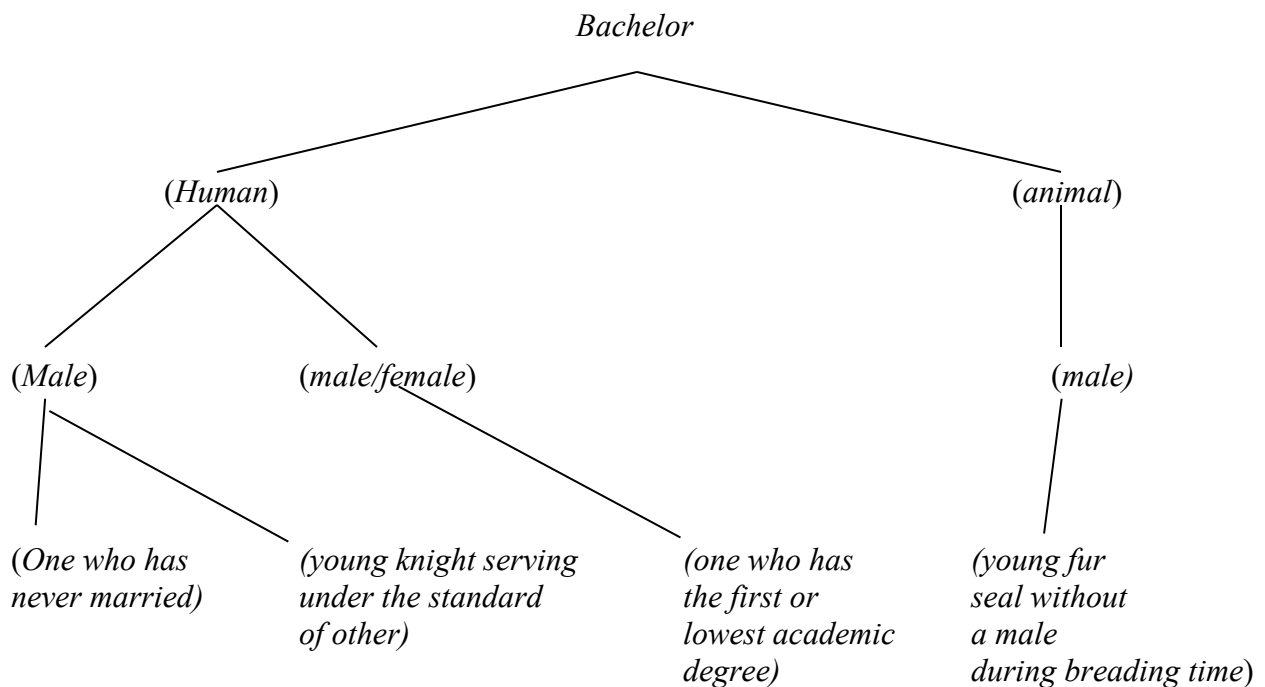 Bachelor
(Human)
(animal)
(Male)
(male/female)
(male)
(One who has
never married)
(young knight serving
under the standard
of other)
(one who has
the first or
lowest academic
degree)
(young fur
seal without
a male
during breading time)